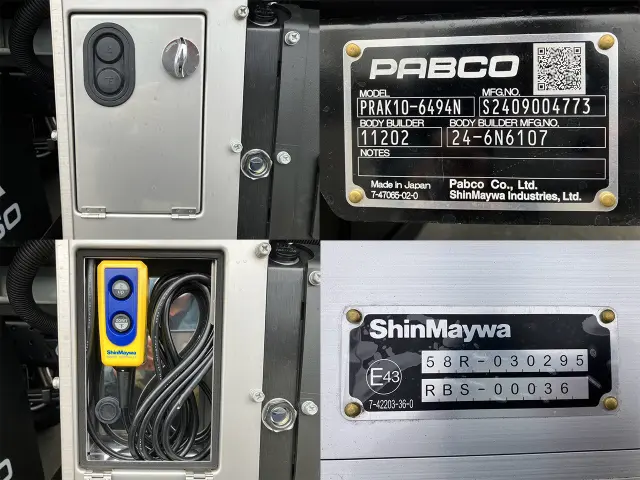 PABCO
MODEL MFG.NO.
PRAK10-6494N S2409004773
BODY BUILDER BODY BUILDER MFG.NO.
11202 24-6N6107
NOTES
Made in Japan Pabco Co., Ltd.
7-47065-02-0 ShinMaywa Industries, Ltd.
ShinMaywa
ShinMaywa
58R-030295
E43
RBS-00036
7-42203-36-0